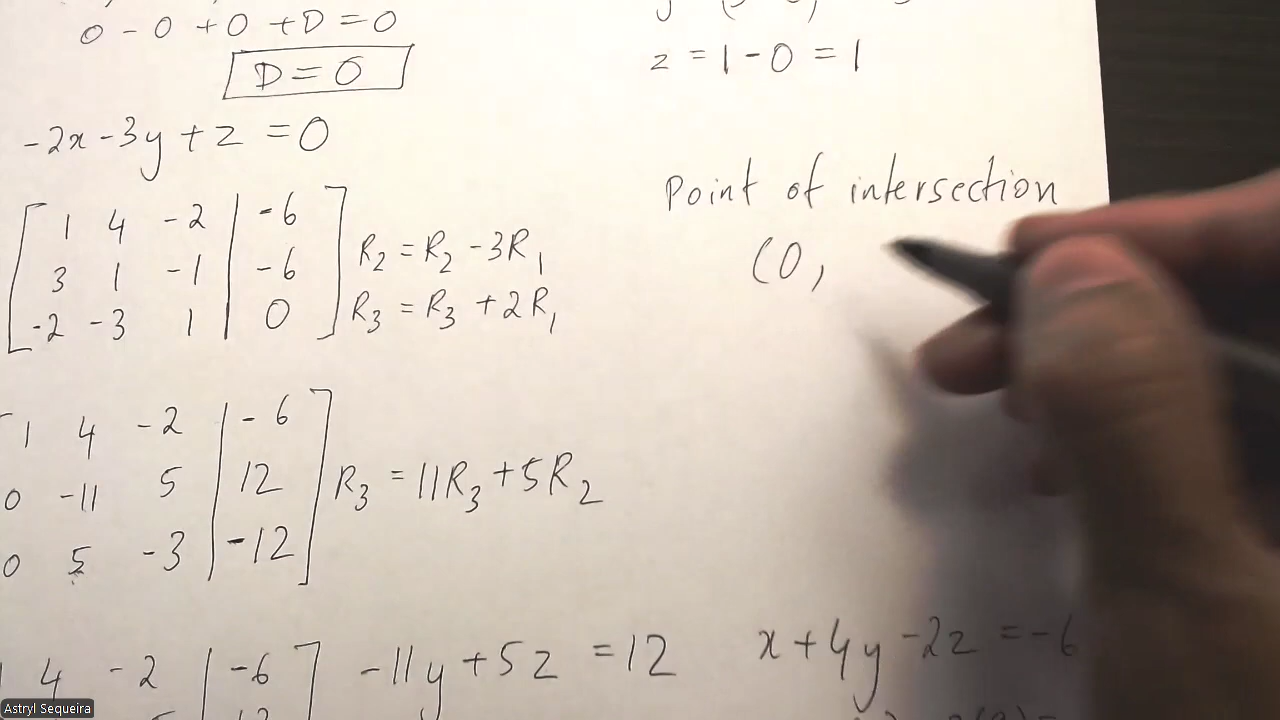 0 - 0 + 0 + D = 0
D = 0
-2x - 3y + z = 0
1 4 -2 | -6
3 1 -1 | -6
-2 -3 1 | 0
R2 = R2 - 3R1
R3 = R3 + 2R1
1 4 -2 | -6
0 -11 5 | 12
0 5 -3 | -12
R3 = 11R3 + 5R2
4 -2 | -6
-11y + 5z = 12
z = 1 - 0 = 1
Point of intersection
(0,
x + 4y - 2z = -6
Astryl Sequeira